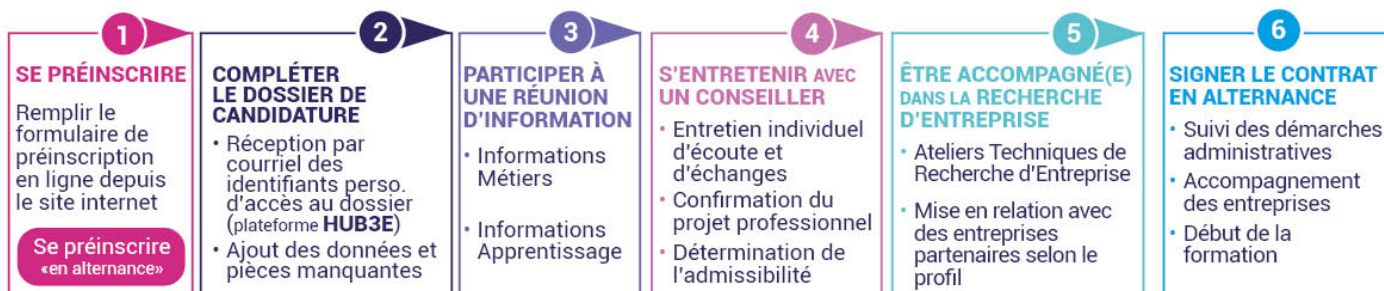 1
SE PRÉINSCRIRE
Remplir le
formulaire de
préinscription
en ligne depuis
le site internet
Se préinscrire
«en alternance»
2
COMPLÉTER
LE DOSSIER DE
CANDIDATURE
• Réception par
courriel des
identifiants perso.
d'accès au dossier
(plateforme HUB3E)
• Ajout des données et
pièces manquantes
3
PARTICIPER À
UNE RÉUNION
D'INFORMATION
• Informations
Métiers
• Informations
Apprentissage
4
S'ENTRETENIR AVEC
UN CONSEILLER
• Entretien individuel
d'écoute et
d'échanges
• Confirmation du
projet professionnel
• Détermination de
l'admissibilité
5
ÊTRE ACCOMPAGNÉ(E)
DANS LA RECHERCHE
D'ENTREPRISE
• Ateliers Techniques de
Recherche d'Entreprise
• Mise en relation avec
des entreprises
partenaires selon le
profil
6
SIGNER LE CONTRAT
EN ALTERNANCE
• Suivi des démarches
administratives
• Accompagnement
des entreprises
• Début de la
formation